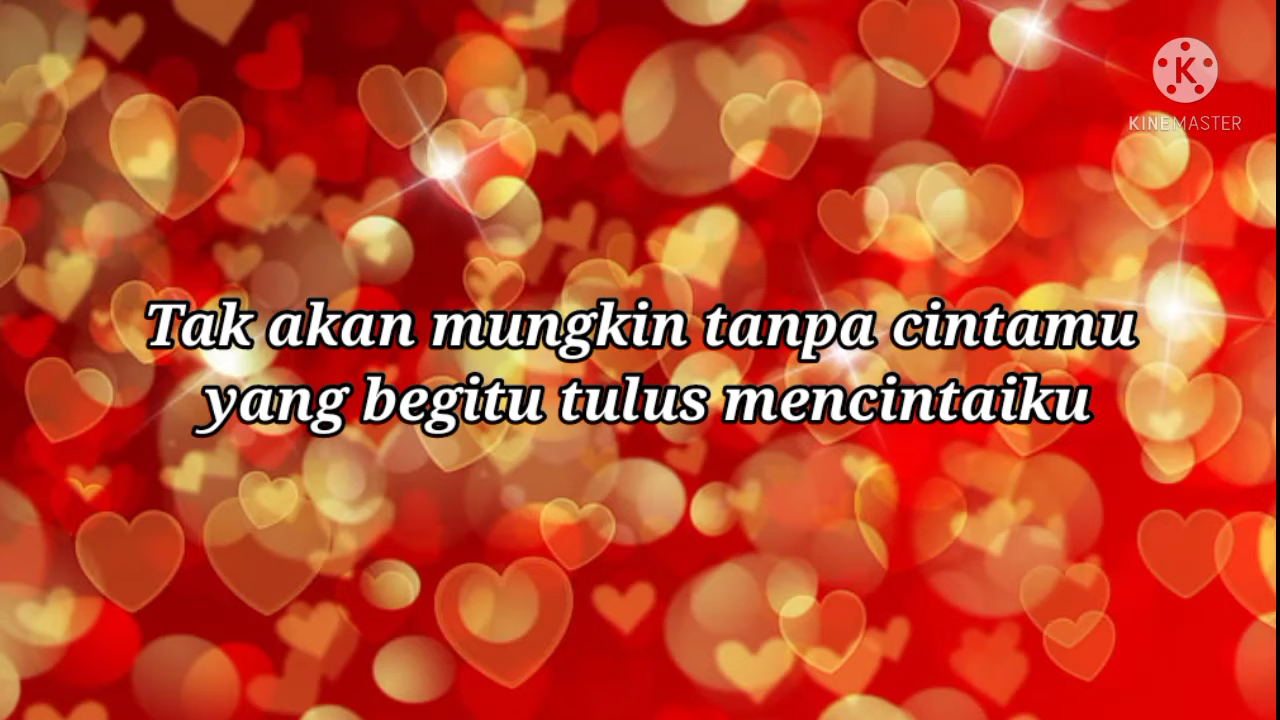 KINEMASTER
Tak akan mungkin tanpa cintamu
yang begitu tulus mencintaiku